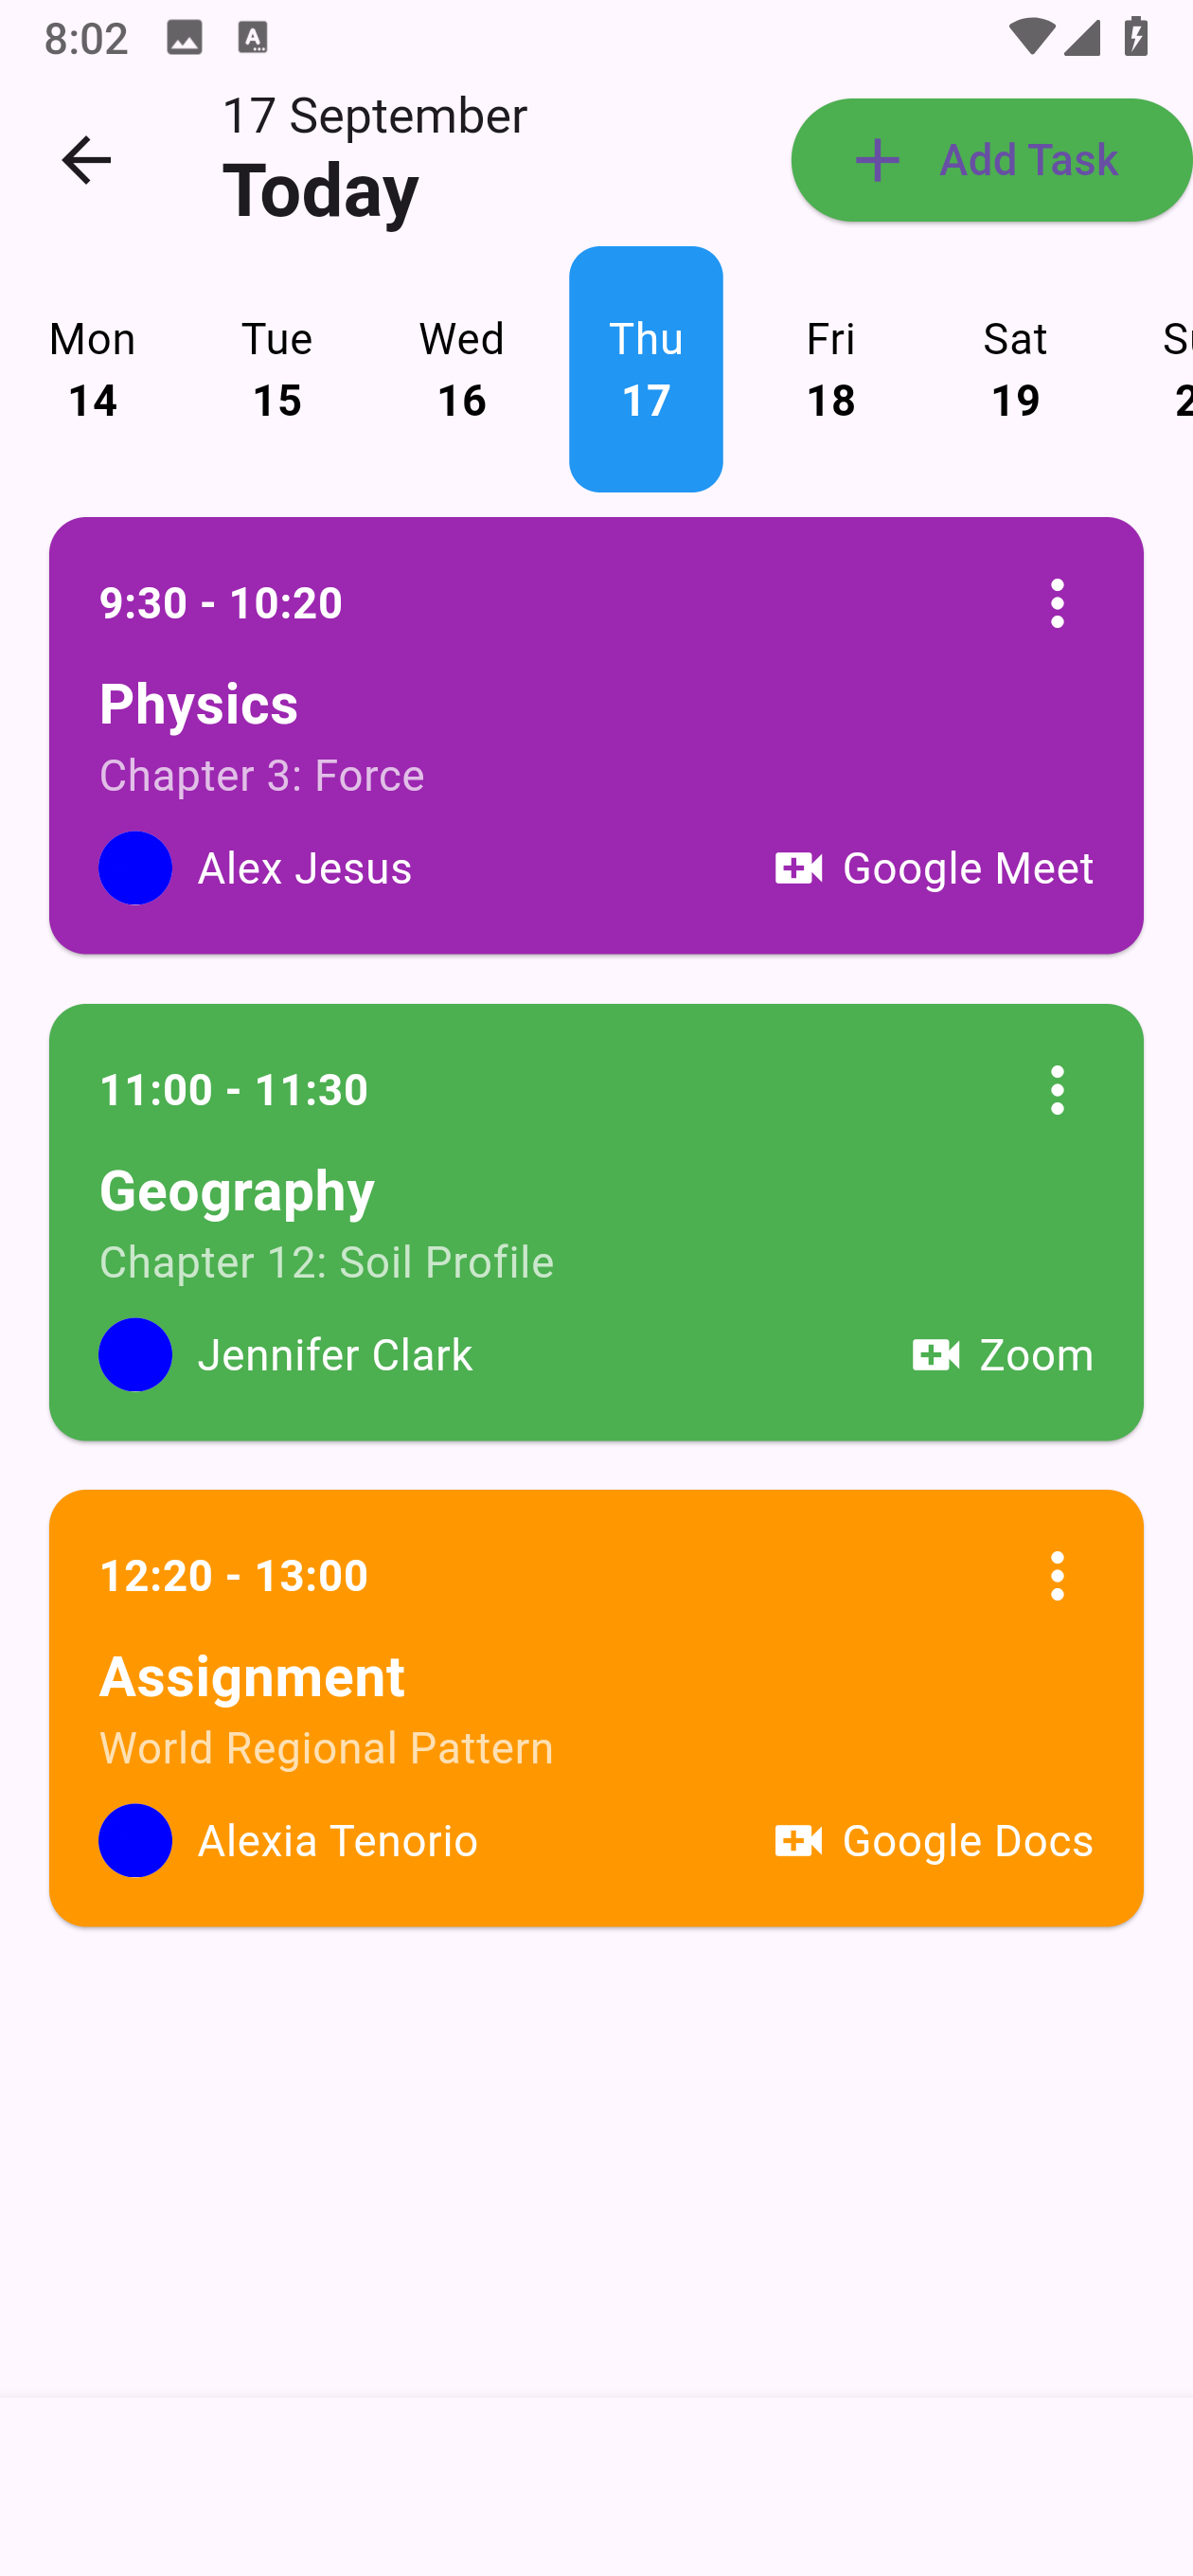 8:02
17 September
Today
Add Task
Mon Tue Wed Thu Fri Sat
14 15 16 17 18 19
9:30 - 10:20
Physics
Chapter 3: Force
Alex Jesus Google Meet
11:00 - 11:30
Geography
Chapter 12: Soil Profile
Jennifer Clark Zoom
12:20 - 13:00
Assignment
World Regional Pattern
Alexia Tenorio Google Docs